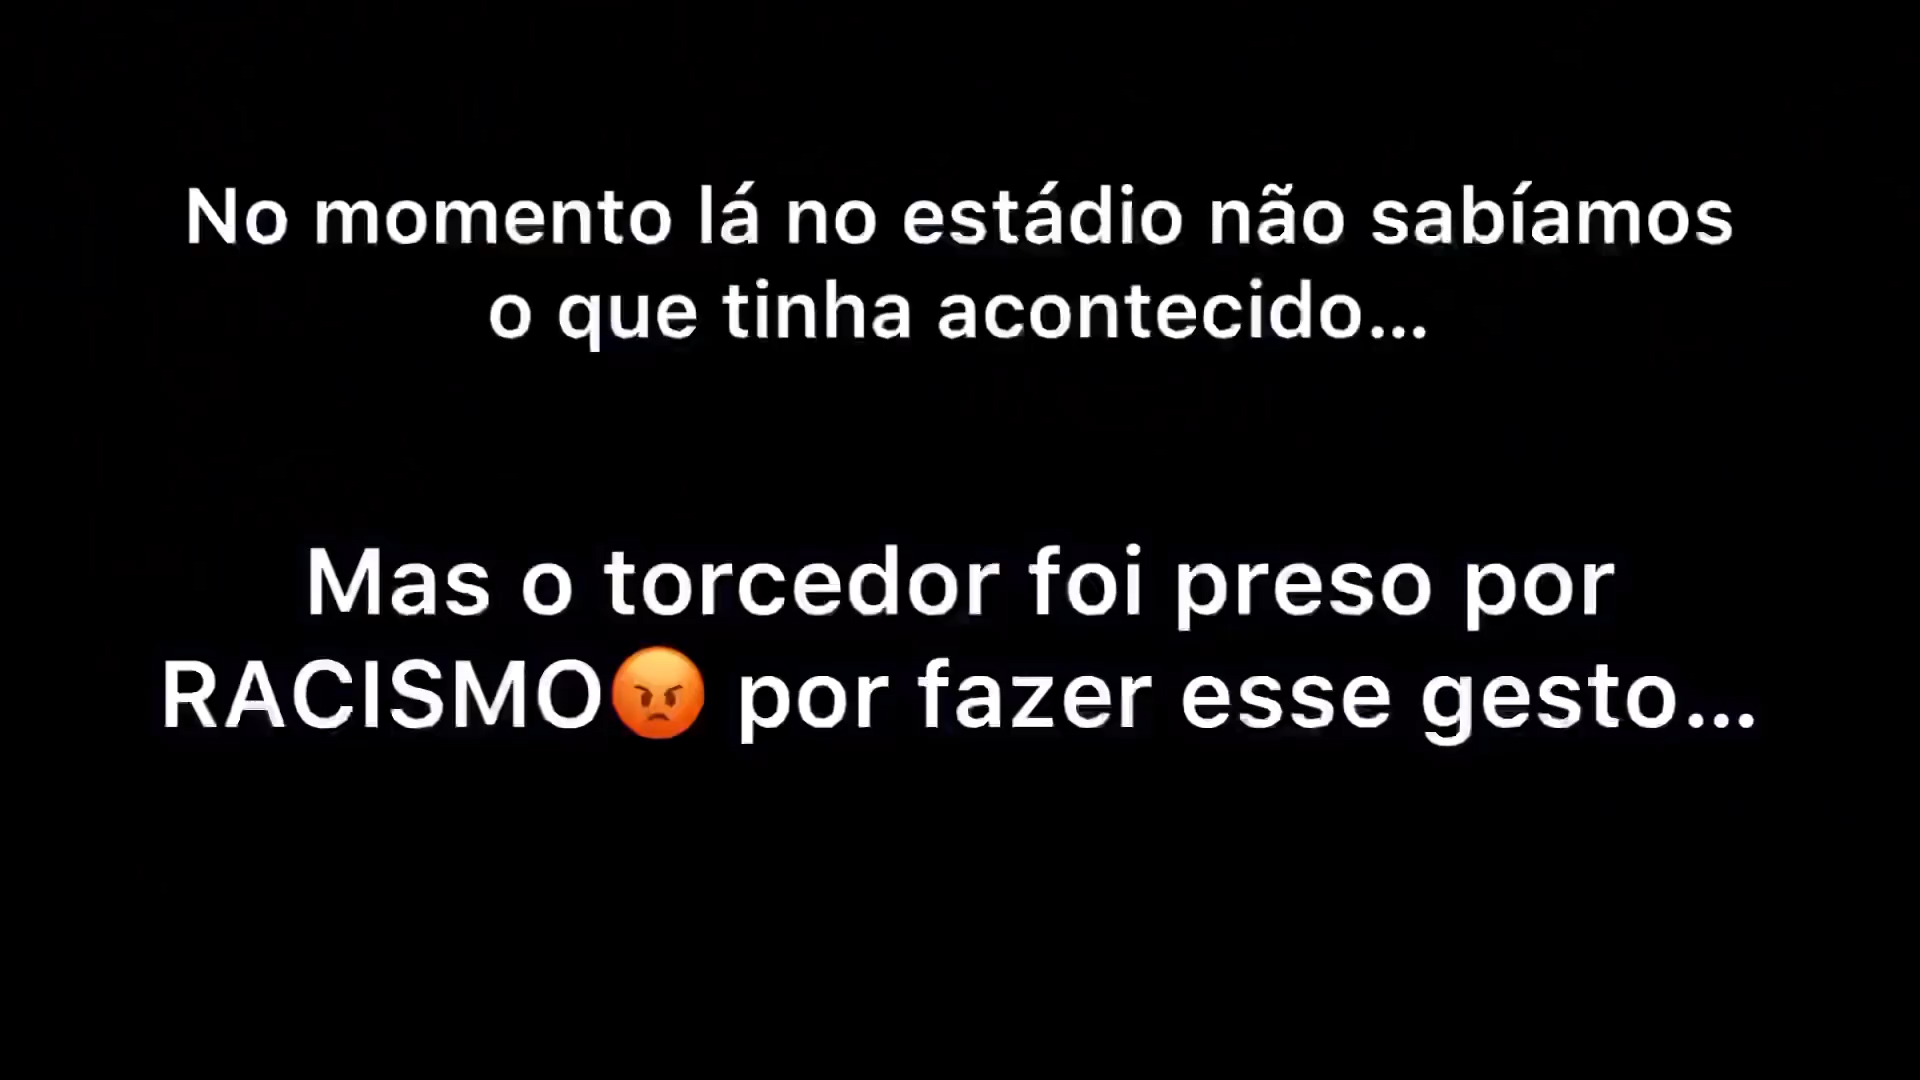 No momento lá no estádio não sabíamos
o que tinha acontecido...
Mas o torcedor foi preso por
RACISMO😡 por fazer esse gesto...